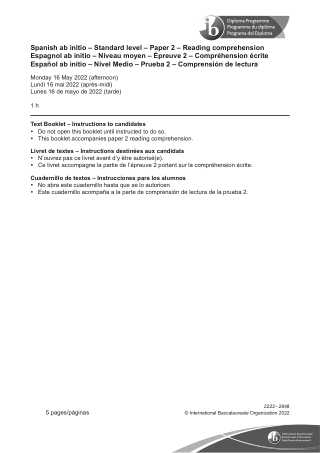 Diploma Programme
Programme du diplôme
Programa del Diploma
Spanish ab initio – Standard level – Paper 2 – Reading comprehension
Espagnol ab initio – Niveau moyen – Épreuve 2 – Compréhension écrite
Español ab initio – Nivel Medio – Prueba 2 – Comprensión de lectura
Monday 16 May 2022 (afternoon)
Lundi 16 mai 2022 (après-midi)
Lunes 16 de mayo de 2022 (tarde)
1 h
Text Booklet – Instructions to candidates
• Do not open this booklet until instructed to do so.
• This booklet accompanies paper 2 reading comprehension.
Livret de textes – Instructions destinées aux candidats
• N’ouvrez pas ce livret avant d’y être autorisé(e).
• Ce livret accompagne la partie de l’épreuve 2 portant sur la compréhension écrite.
Cuadernillo de textos – Instrucciones para los alumnos
• No abra este cuadernillo hasta que se lo autoricen.
• Este cuadernillo acompaña a la parte de comprensión de lectura de la prueba 2.
5 pages/páginas
© International Baccalaureate Organization 2022